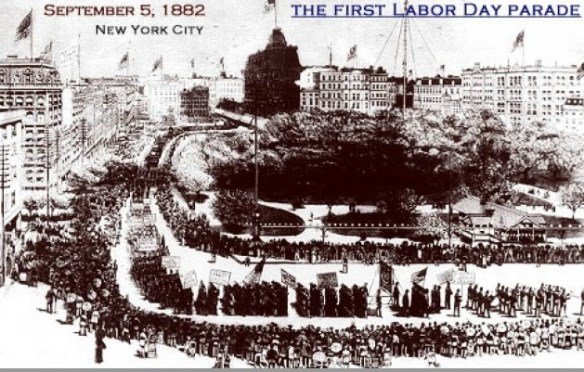 September 5, 1882
New York City
the first Labor Day parade